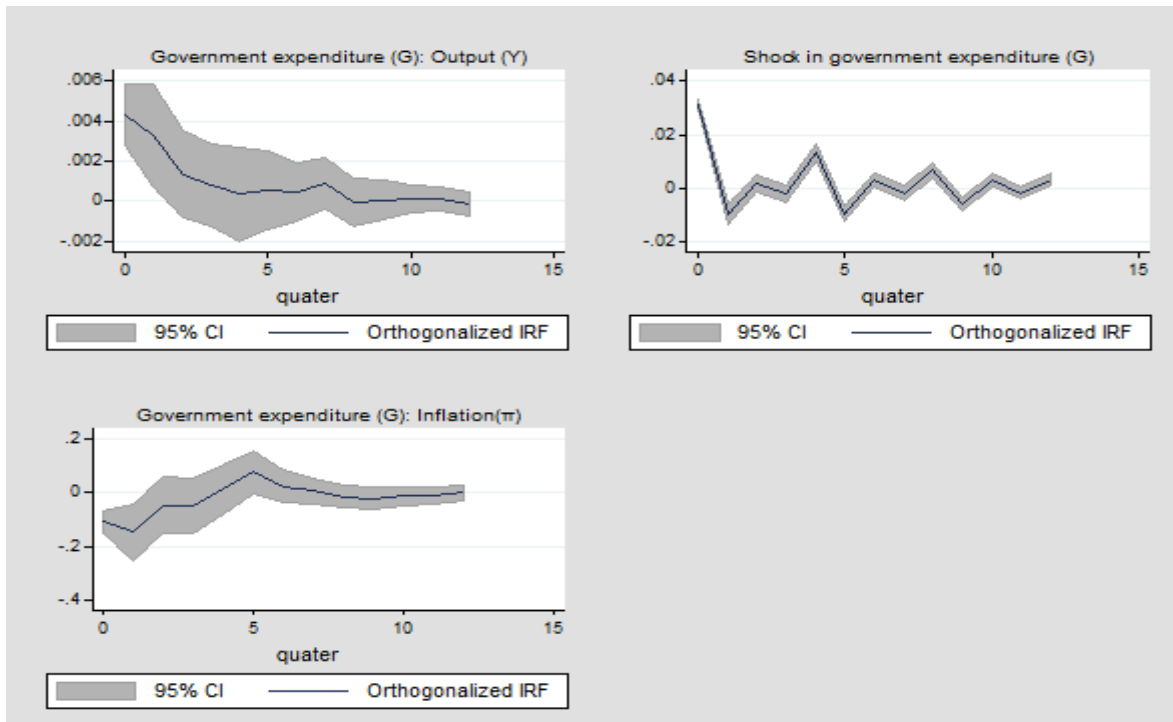 Government expenditure (G): Output (Y)
.006
.004
.002
0
-.002
0 5 10 15
quater
95% CI Orthogonalized IRF
Shock in government expenditure (G)
.04
.02
0
-.02
0 5 10 15
quater
95% CI Orthogonalized IRF
Government expenditure (G): Inflation(π)
.2
0
-.2
-.4
0 5 10 15
quater
95% CI Orthogonalized IRF